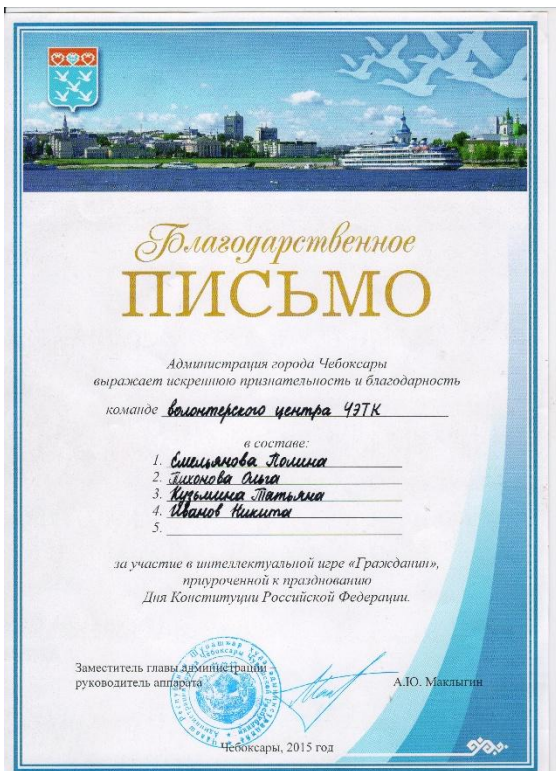 Благодарственное
ПИСЬМО
Администрация города Чебоксары
выражает искреннюю признательность и благодарность
команде волонтерского центра ЧЭТК
в составе:
1. Емельянова Полина
2. Тихонова Ольга
3. Кузьмина Татьяна
4. Иванов Никита
5.
за участие в интеллектуальной игре «Гражданин»,
приуроченной к празднованию
Дня Конституции Российской Федерации.
Заместитель главы администрации –
руководитель аппарата А.Ю. Маклыгин
Чебоксары, 2015 год